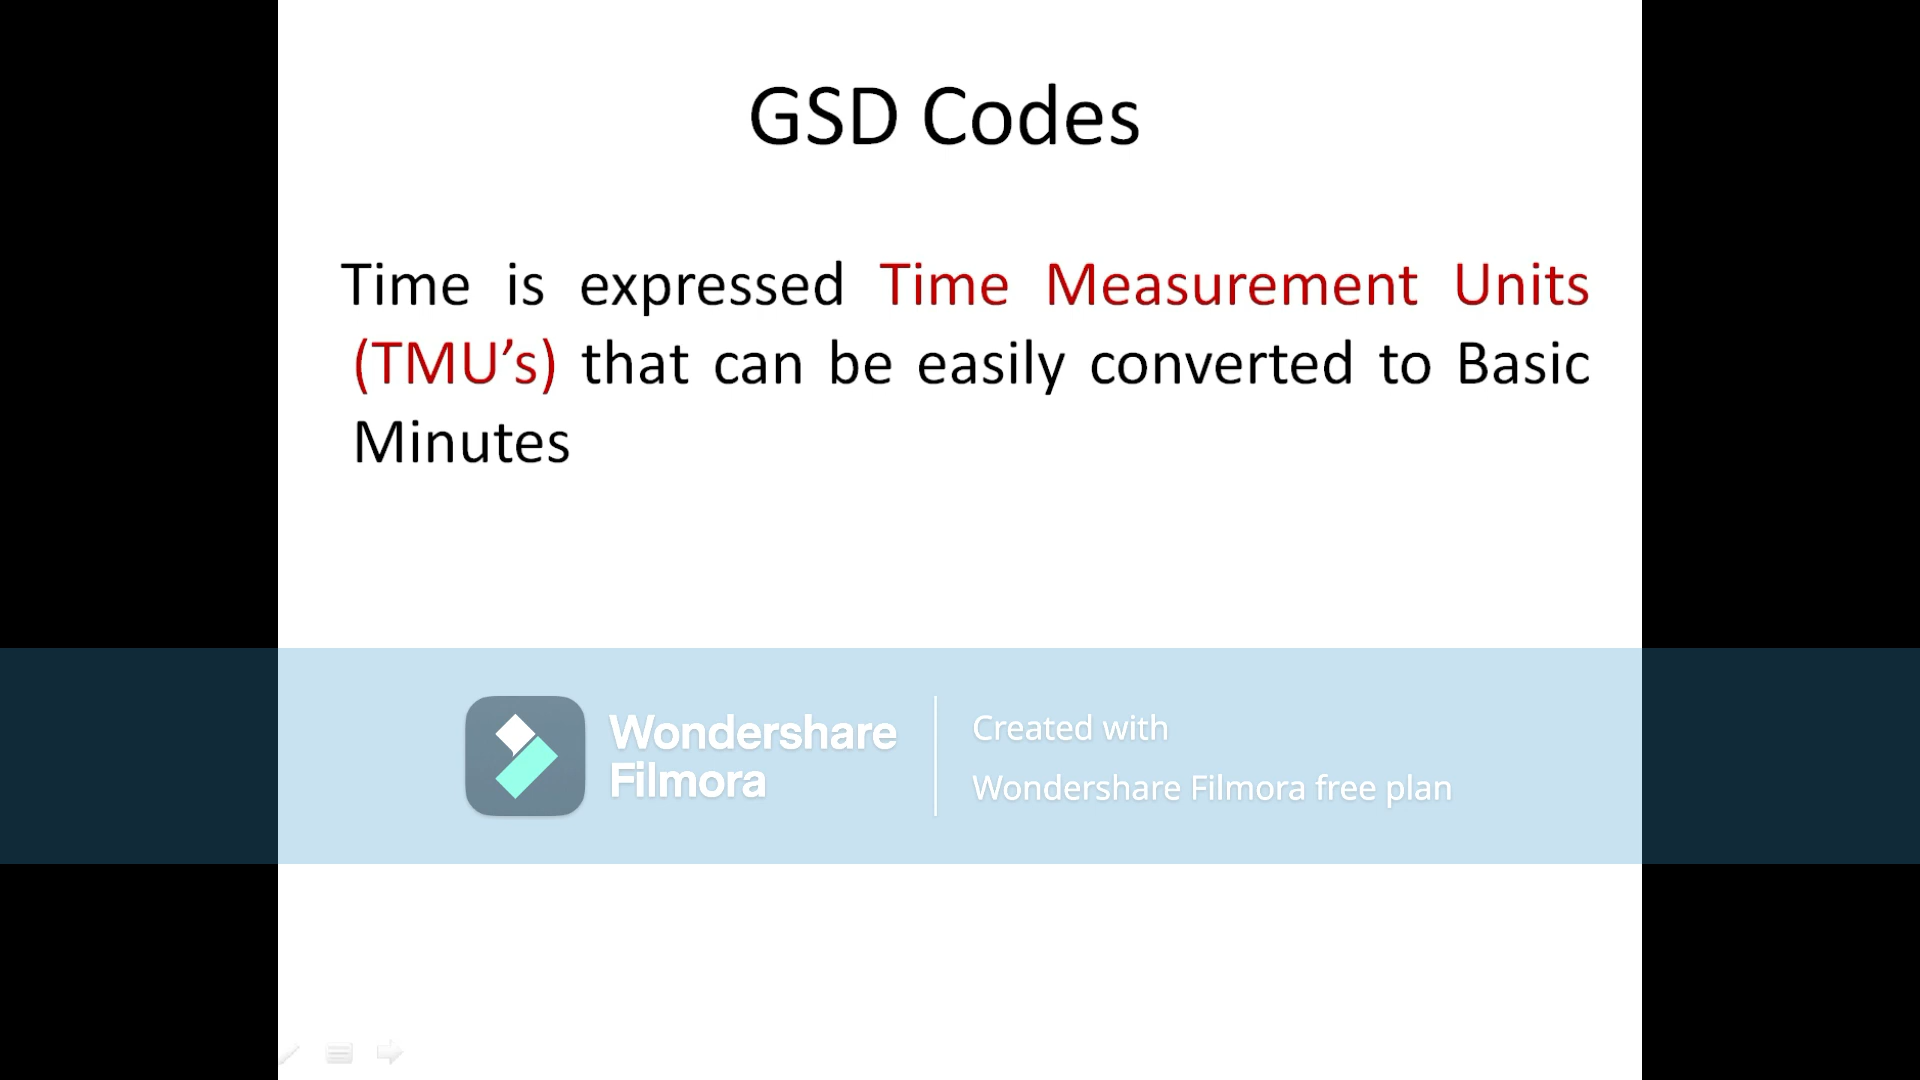 GSD Codes
Time is expressed Time Measurement Units
(TMU’s) that can be easily converted to Basic
Minutes
Wondershare
Filmora
Created with
Wondershare Filmora free plan